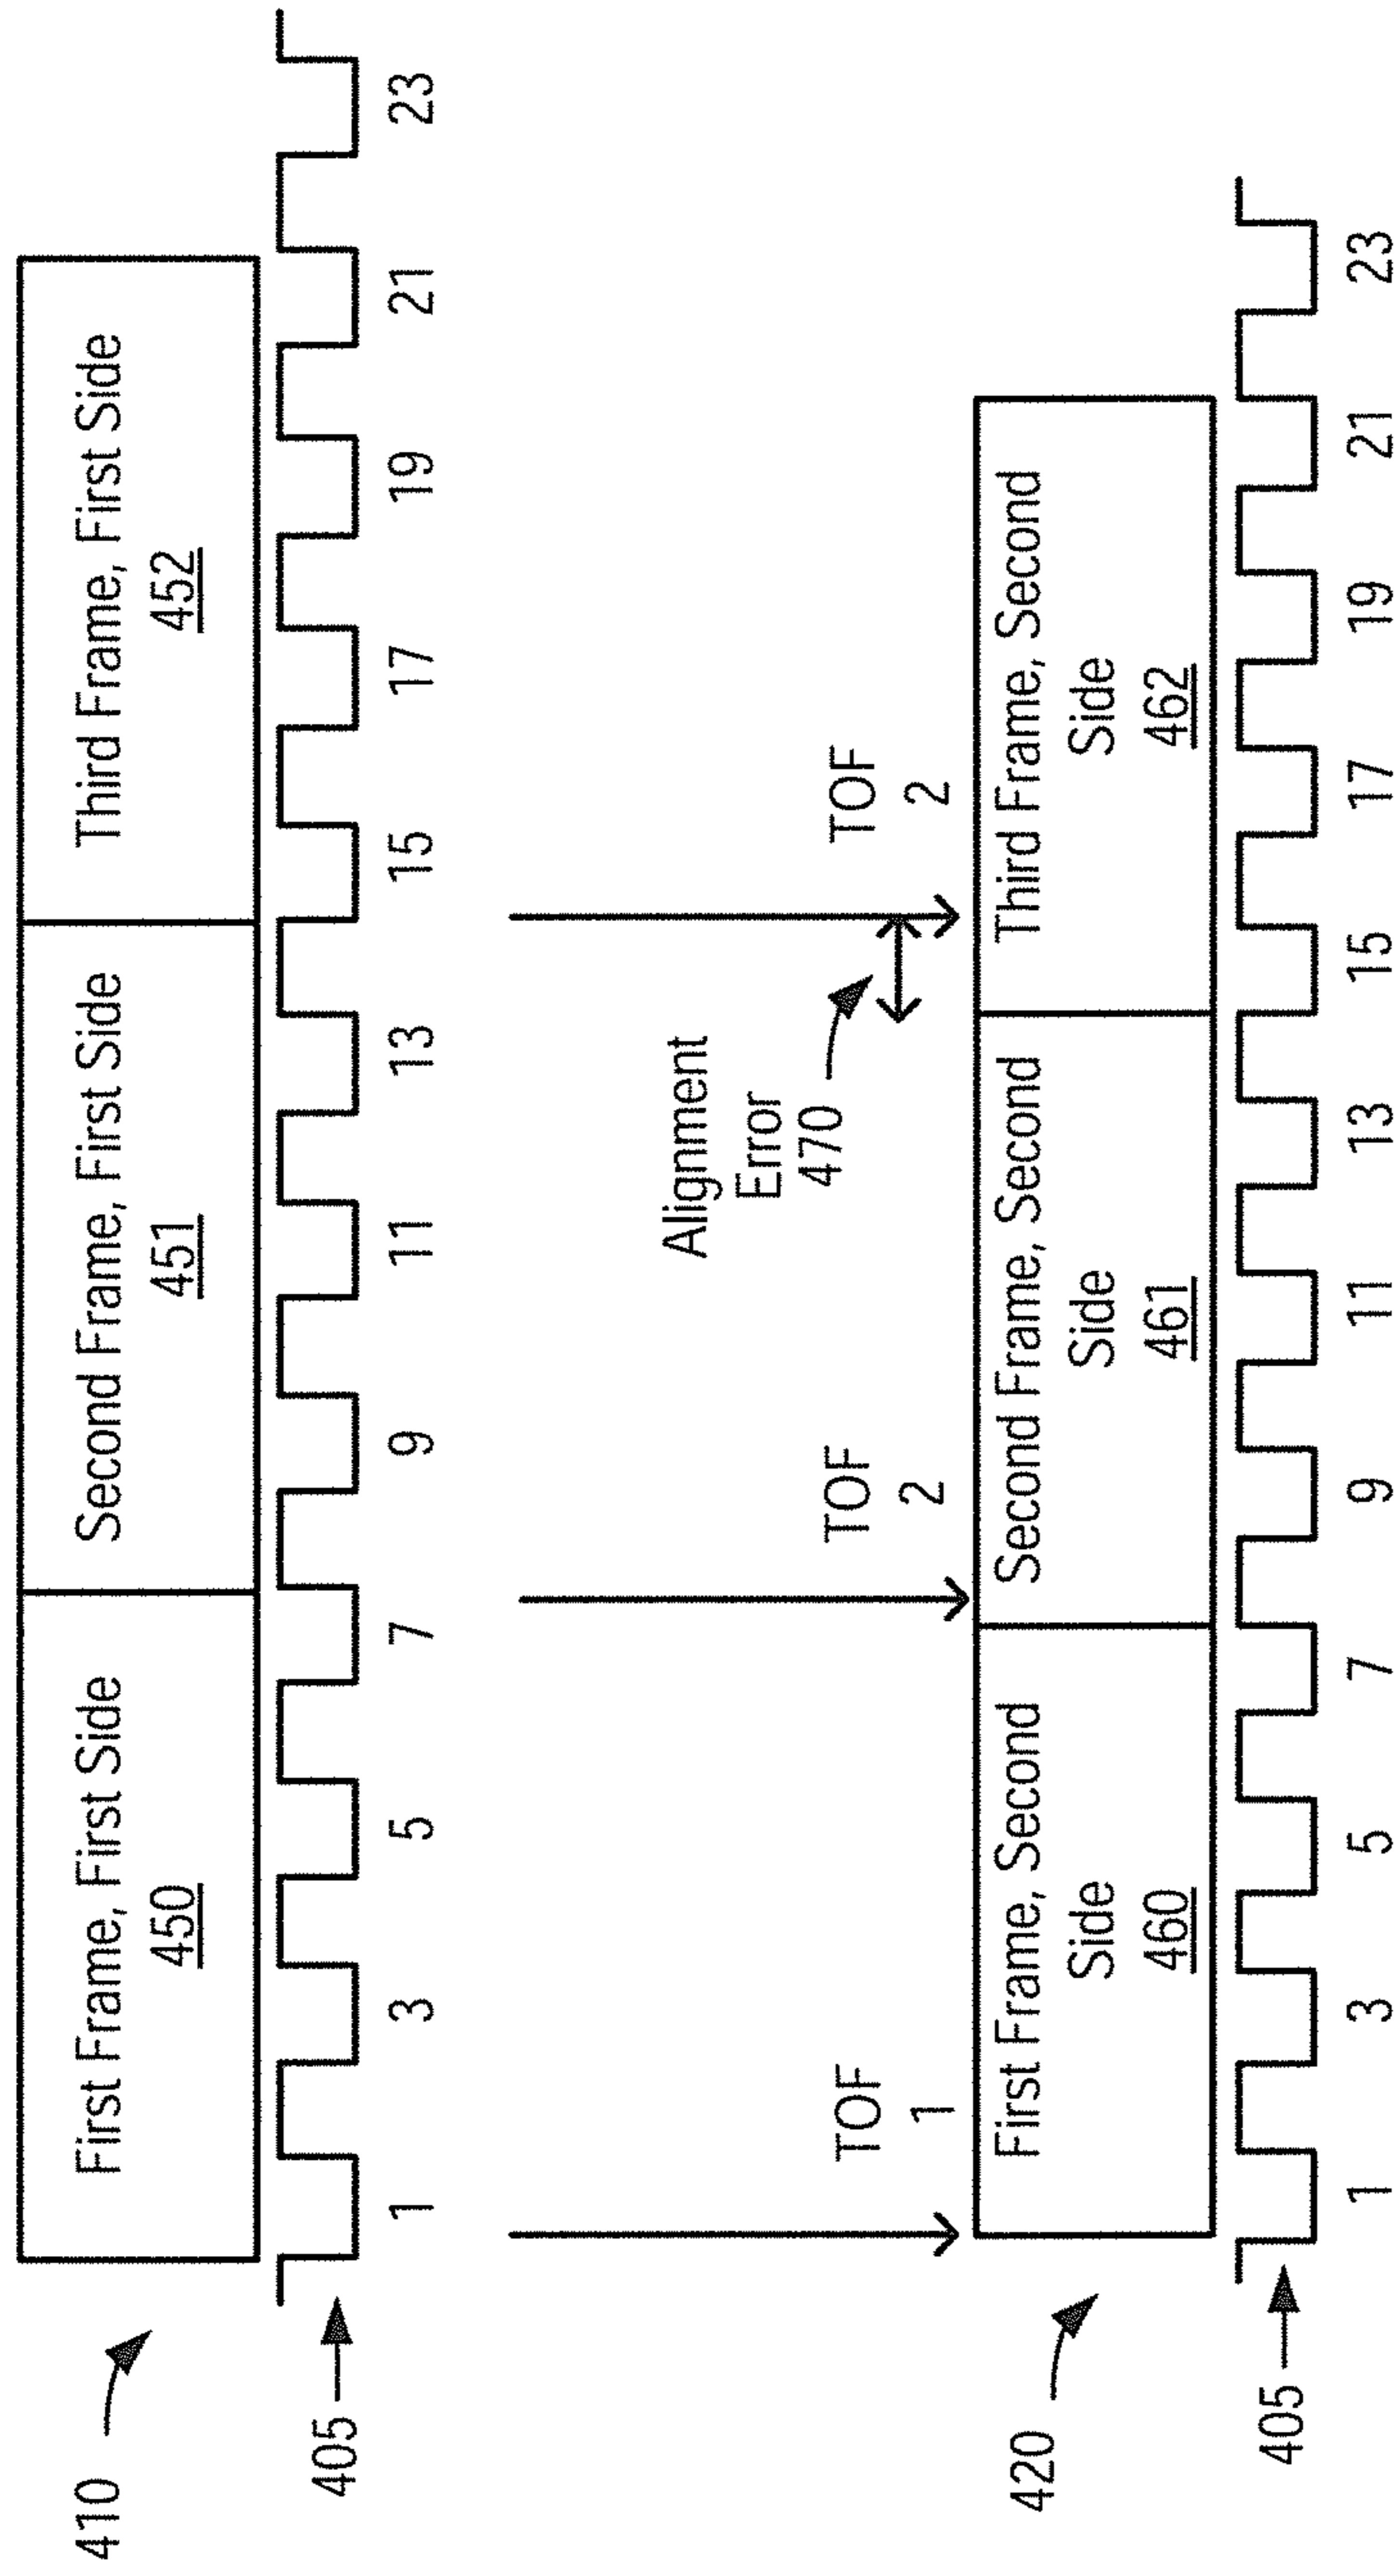 410
First Frame, First Side
450
Second Frame, First Side
451
Third Frame, First Side
452
405
1 3 5 7 9 11 13 15 17 19 21 23
Alignment
Error
470
TOF
1
TOF
2
TOF
2
420
First Frame, Second
Side
460
Second Frame, Second
Side
461
Third Frame, Second
Side
462
405
1 3 5 7 9 11 13 15 17 19 21 23